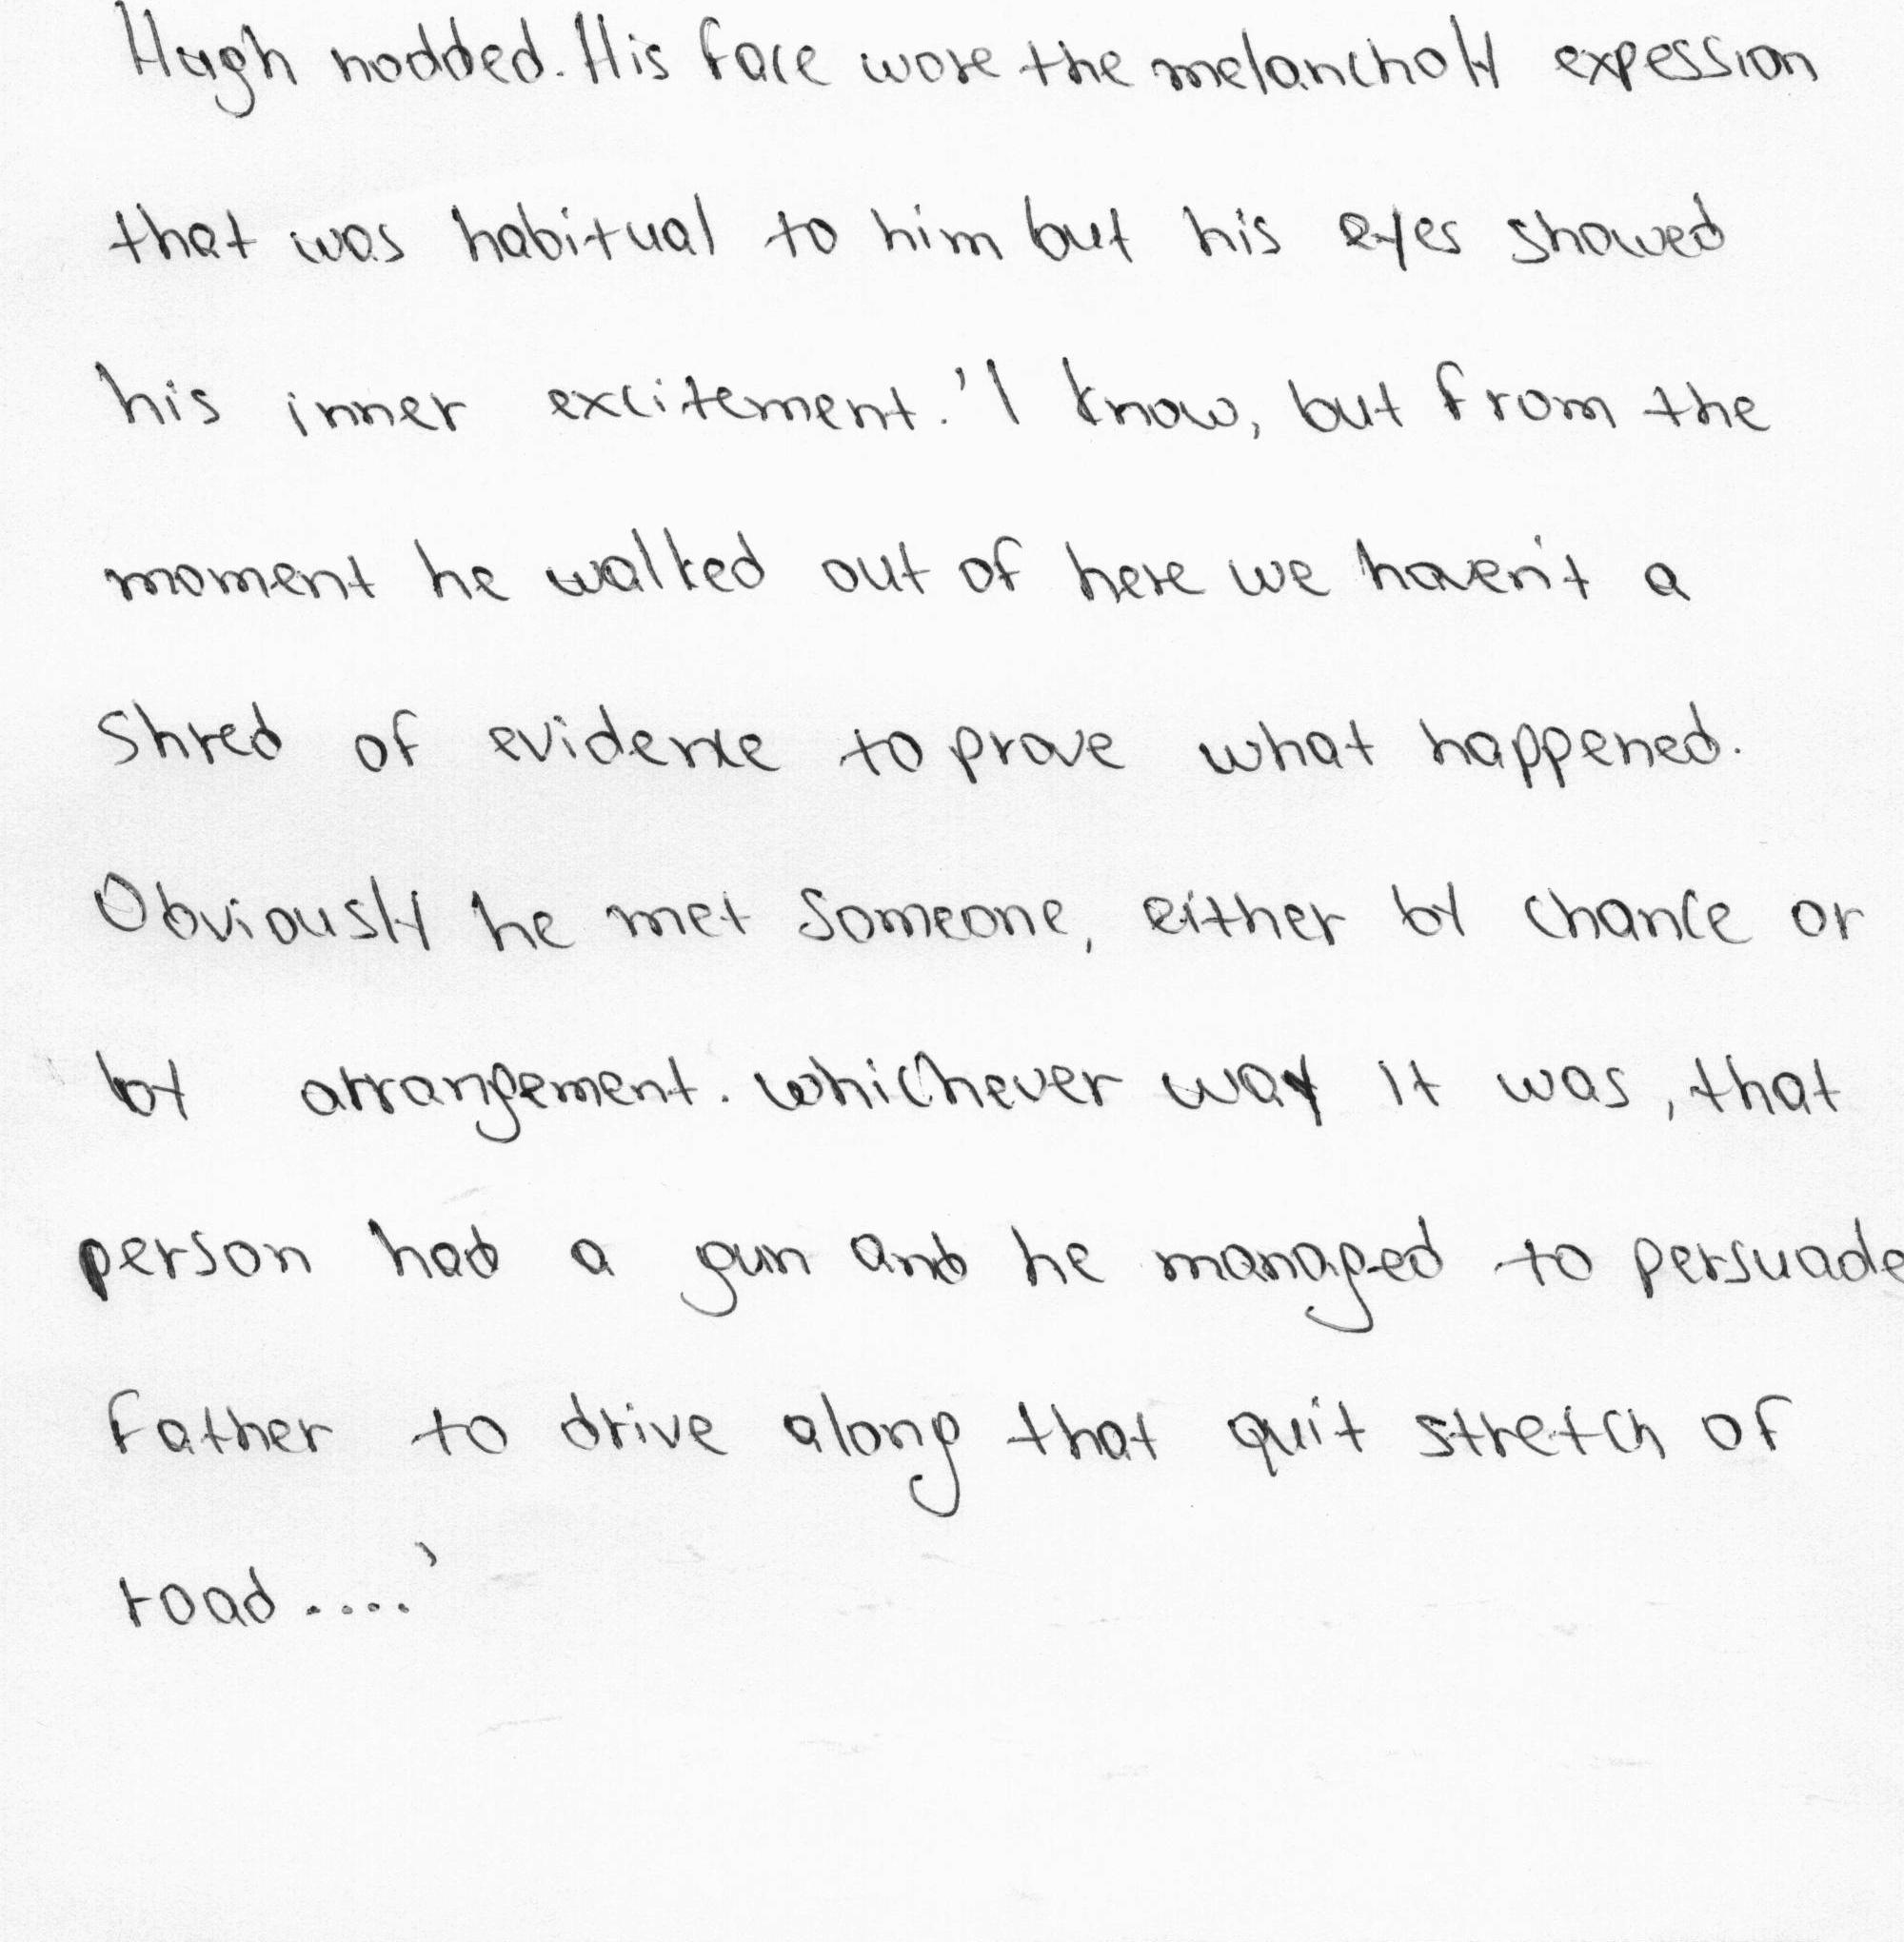 Hugh nodded. His face wore the melancholy expession
that was habitual to him but his eyes showed
his inner excitement. 'I know, but from the
moment he walked out of here we haven't a
shred of evidence to prove what happened.
Obviously he met someone, either by chance or
by arrangement. whichever way it was, that
person had a gun and he managed to persuade
father to drive along that quit stretch of
road ....'